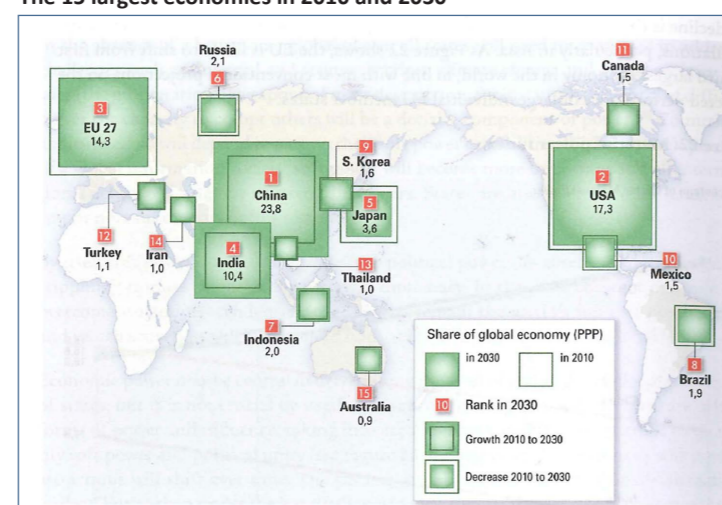 The 15 largest economies in 2010 and 2030
Russia
2,1
6
11
Canada
1,5
3
EU 27
14,3
9
S. Korea
1,6
1
China
23,8
2
USA
17,3
5
Japan
3,6
12
Turkey
1,1
14
Iran
1,0
4
India
10,4
13
Thailand
1,0
10
Mexico
1,5
7
Indonesia
2,0
15
Australia
0,9
8
Brazil
1,9
Share of global economy (PPP)
in 2030
in 2010
10 Rank in 2030
Growth 2010 to 2030
Decrease 2010 to 2030